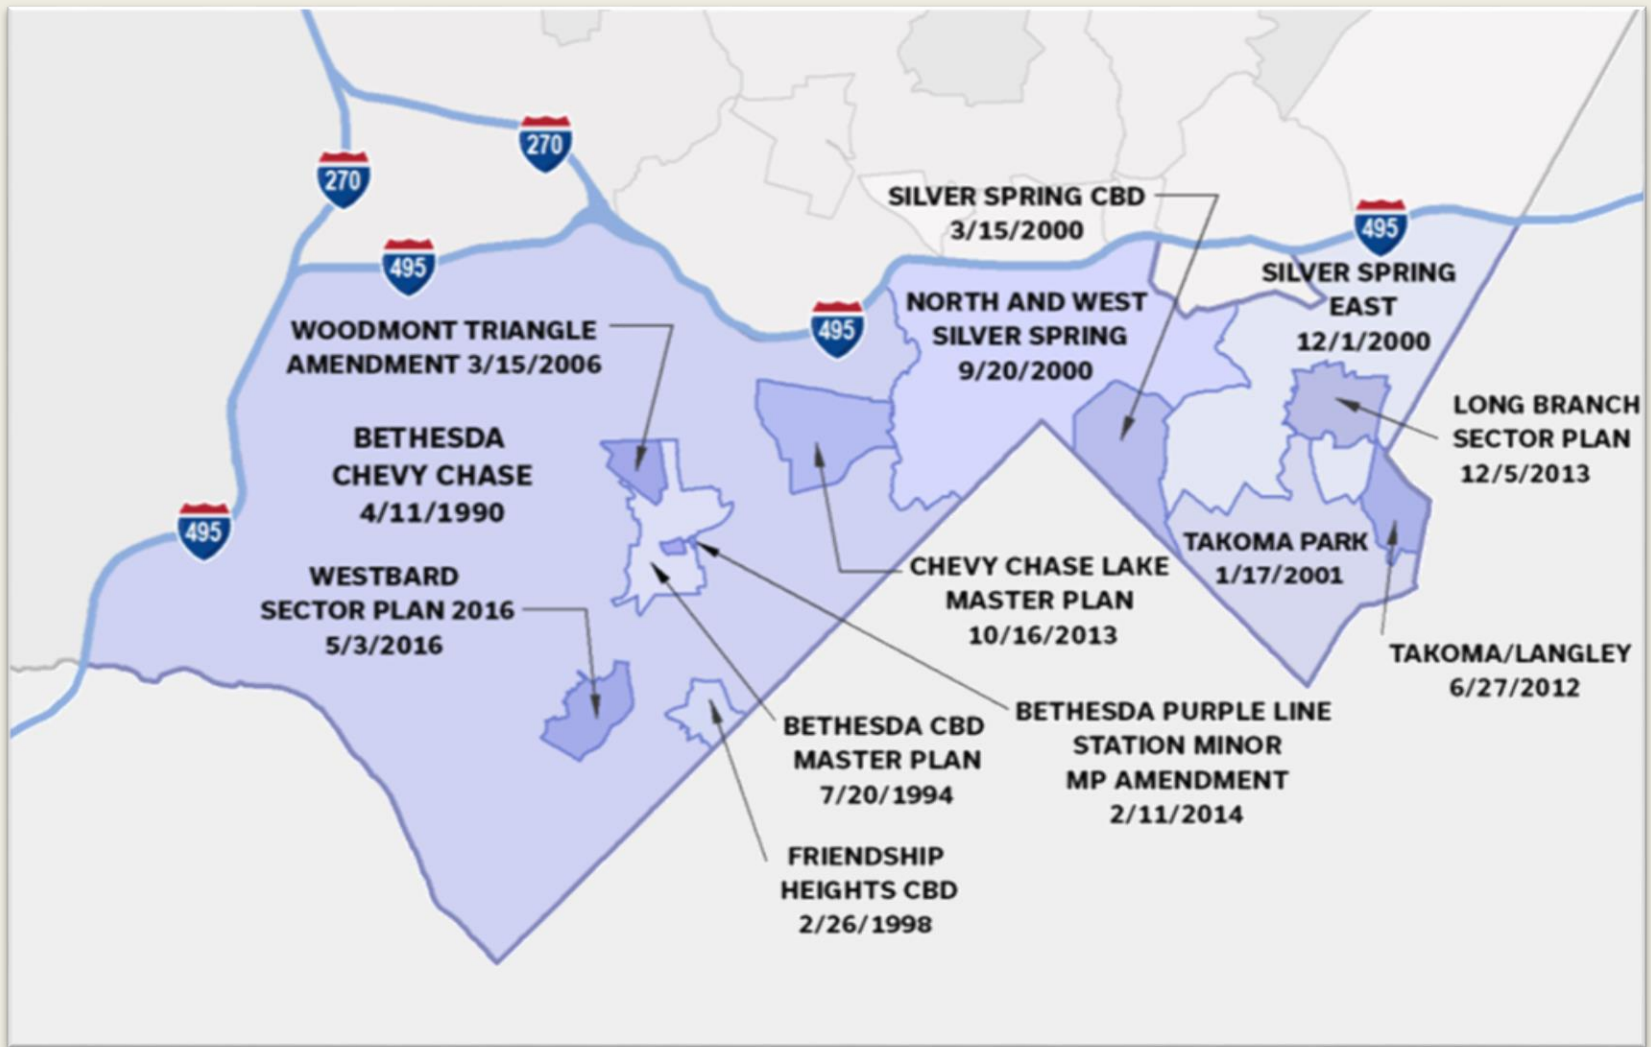 270
270
495
495
495
495
SILVER SPRING CBD
3/15/2000
SILVER SPRING
EAST
12/1/2000
NORTH AND WEST
SILVER SPRING
9/20/2000
WOODMONT TRIANGLE
AMENDMENT 3/15/2006
BETHESDA
CHEVY CHASE
4/11/1990
LONG BRANCH
SECTOR PLAN
12/5/2013
WESTBARD
SECTOR PLAN 2016
5/3/2016
CHEVY CHASE LAKE
MASTER PLAN
10/16/2013
TAKOMA PARK
1/17/2001
TAKOMA/LANGLEY
6/27/2012
BETHESDA CBD
MASTER PLAN
7/20/1994
BETHESDA PURPLE LINE
STATION MINOR
MP AMENDMENT
2/11/2014
FRIENDSHIP
HEIGHTS CBD
2/26/1998